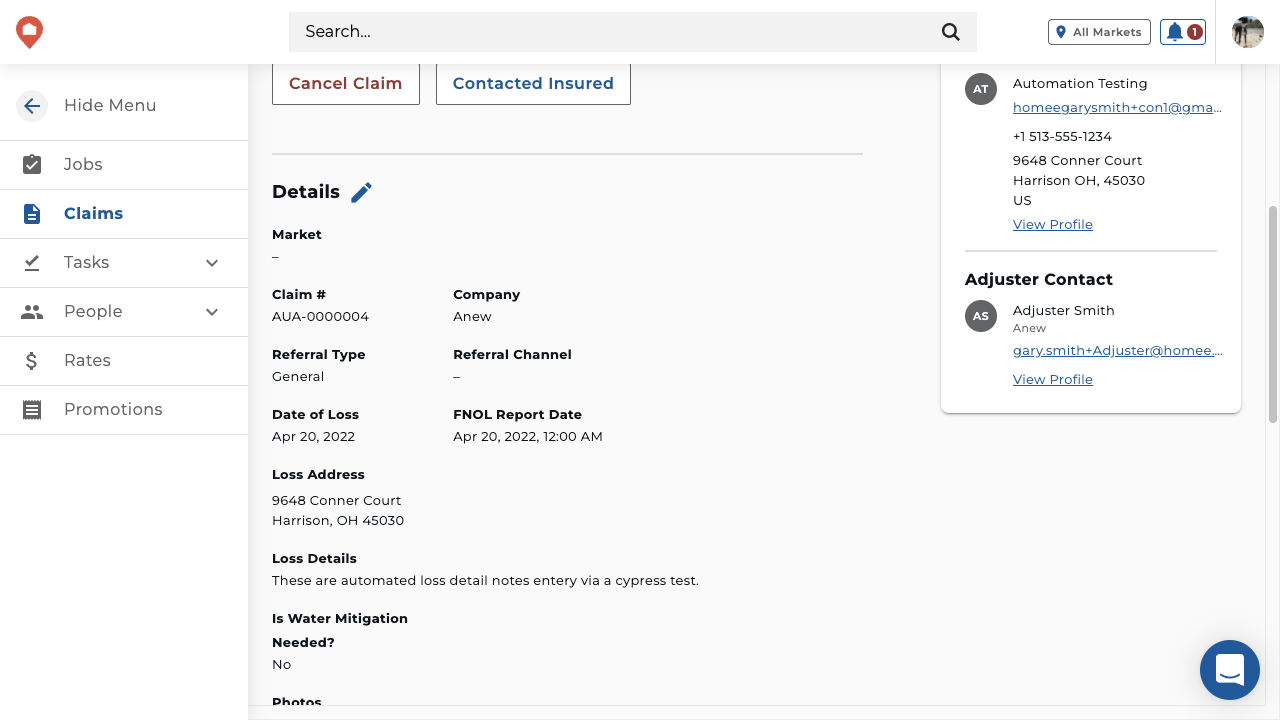 Search...
All Markets
1
Hide Menu
Jobs
Claims
Tasks
People
Rates
Promotions
Cancel Claim
Contacted Insured
Details
Market
–
Claim #
Company
AUA-0000004
Anew
Referral Type
Referral Channel
General
–
Date of Loss
FNOL Report Date
Apr 20, 2022
Apr 20, 2022, 12:00 AM
Loss Address
9648 Conner Court
Harrison, OH 45030
Loss Details
These are automated loss detail notes entery via a cypress test.
Is Water Mitigation
Needed?
No
Photos
AT
Automation Testing
homeegarysmith+con1@gma...
+1 513-555-1234
9648 Conner Court
Harrison OH, 45030
US
View Profile
Adjuster Contact
AS
Adjuster Smith
Anew
gary.smith+Adjuster@homee....
View Profile